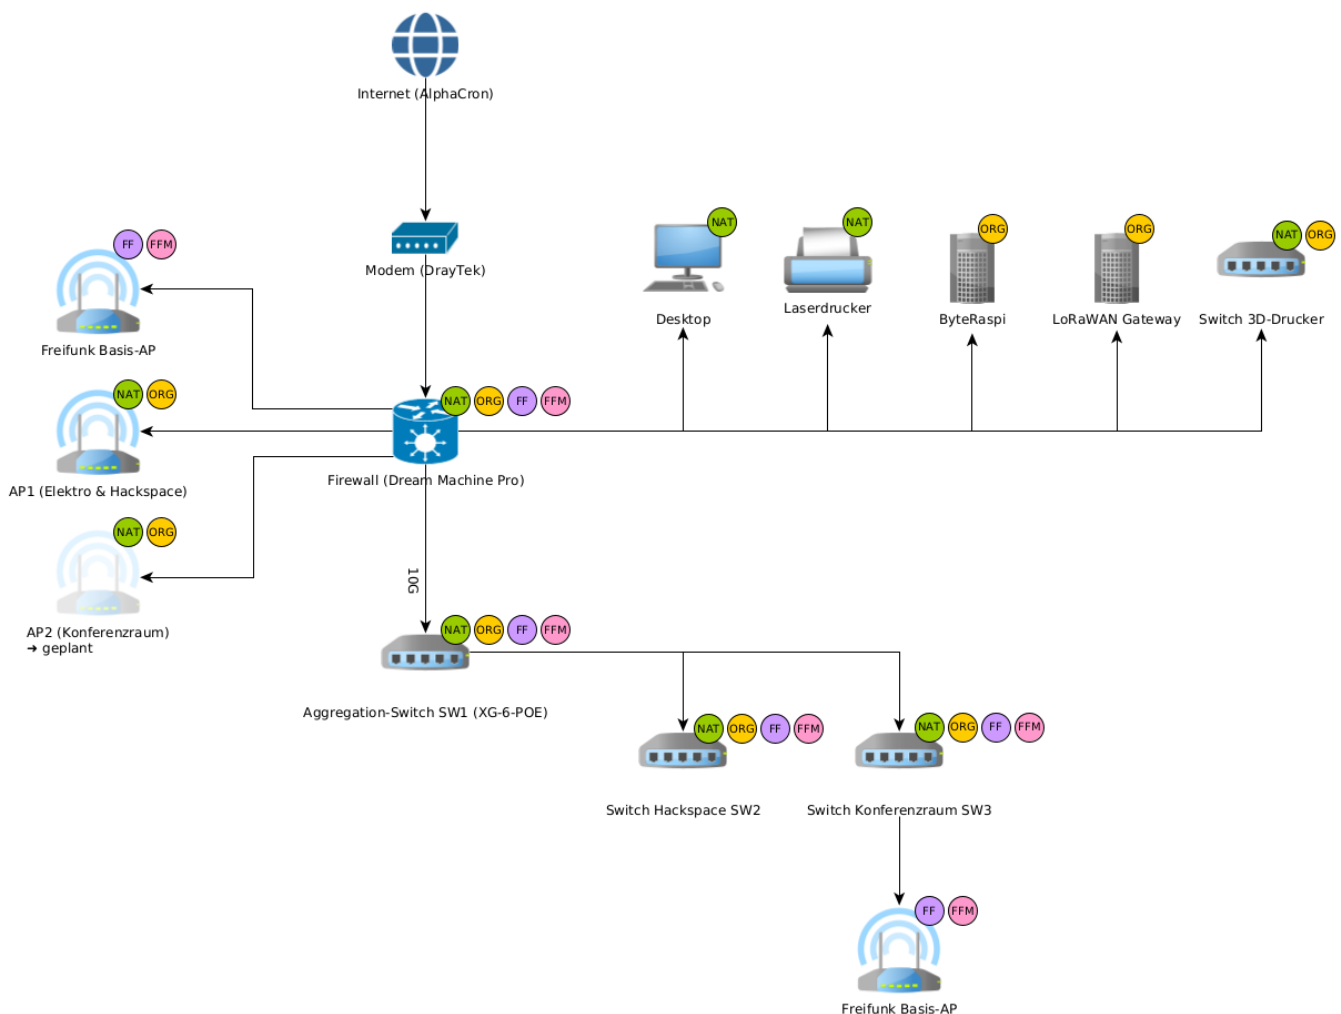 Internet (AlphaCron)
Modem (DrayTek)
FF FFM
Freifunk Basis-AP
NAT ORG
AP1 (Elektro & Hackspace)
NAT ORG
AP2 (Konferenzraum)
➜ geplant
NAT ORG FF FFM
Firewall (Dream Machine Pro)
NAT
Desktop
NAT
Laserdrucker
ORG
ByteRaspi
ORG
LoRaWAN Gateway
NAT ORG
Switch 3D-Drucker
10G
NAT ORG FF FFM
Aggregation-Switch SW1 (XG-6-POE)
NAT ORG FF FFM
Switch Hackspace SW2
NAT ORG FF FFM
Switch Konferenzraum SW3
FF FFM
Freifunk Basis-AP